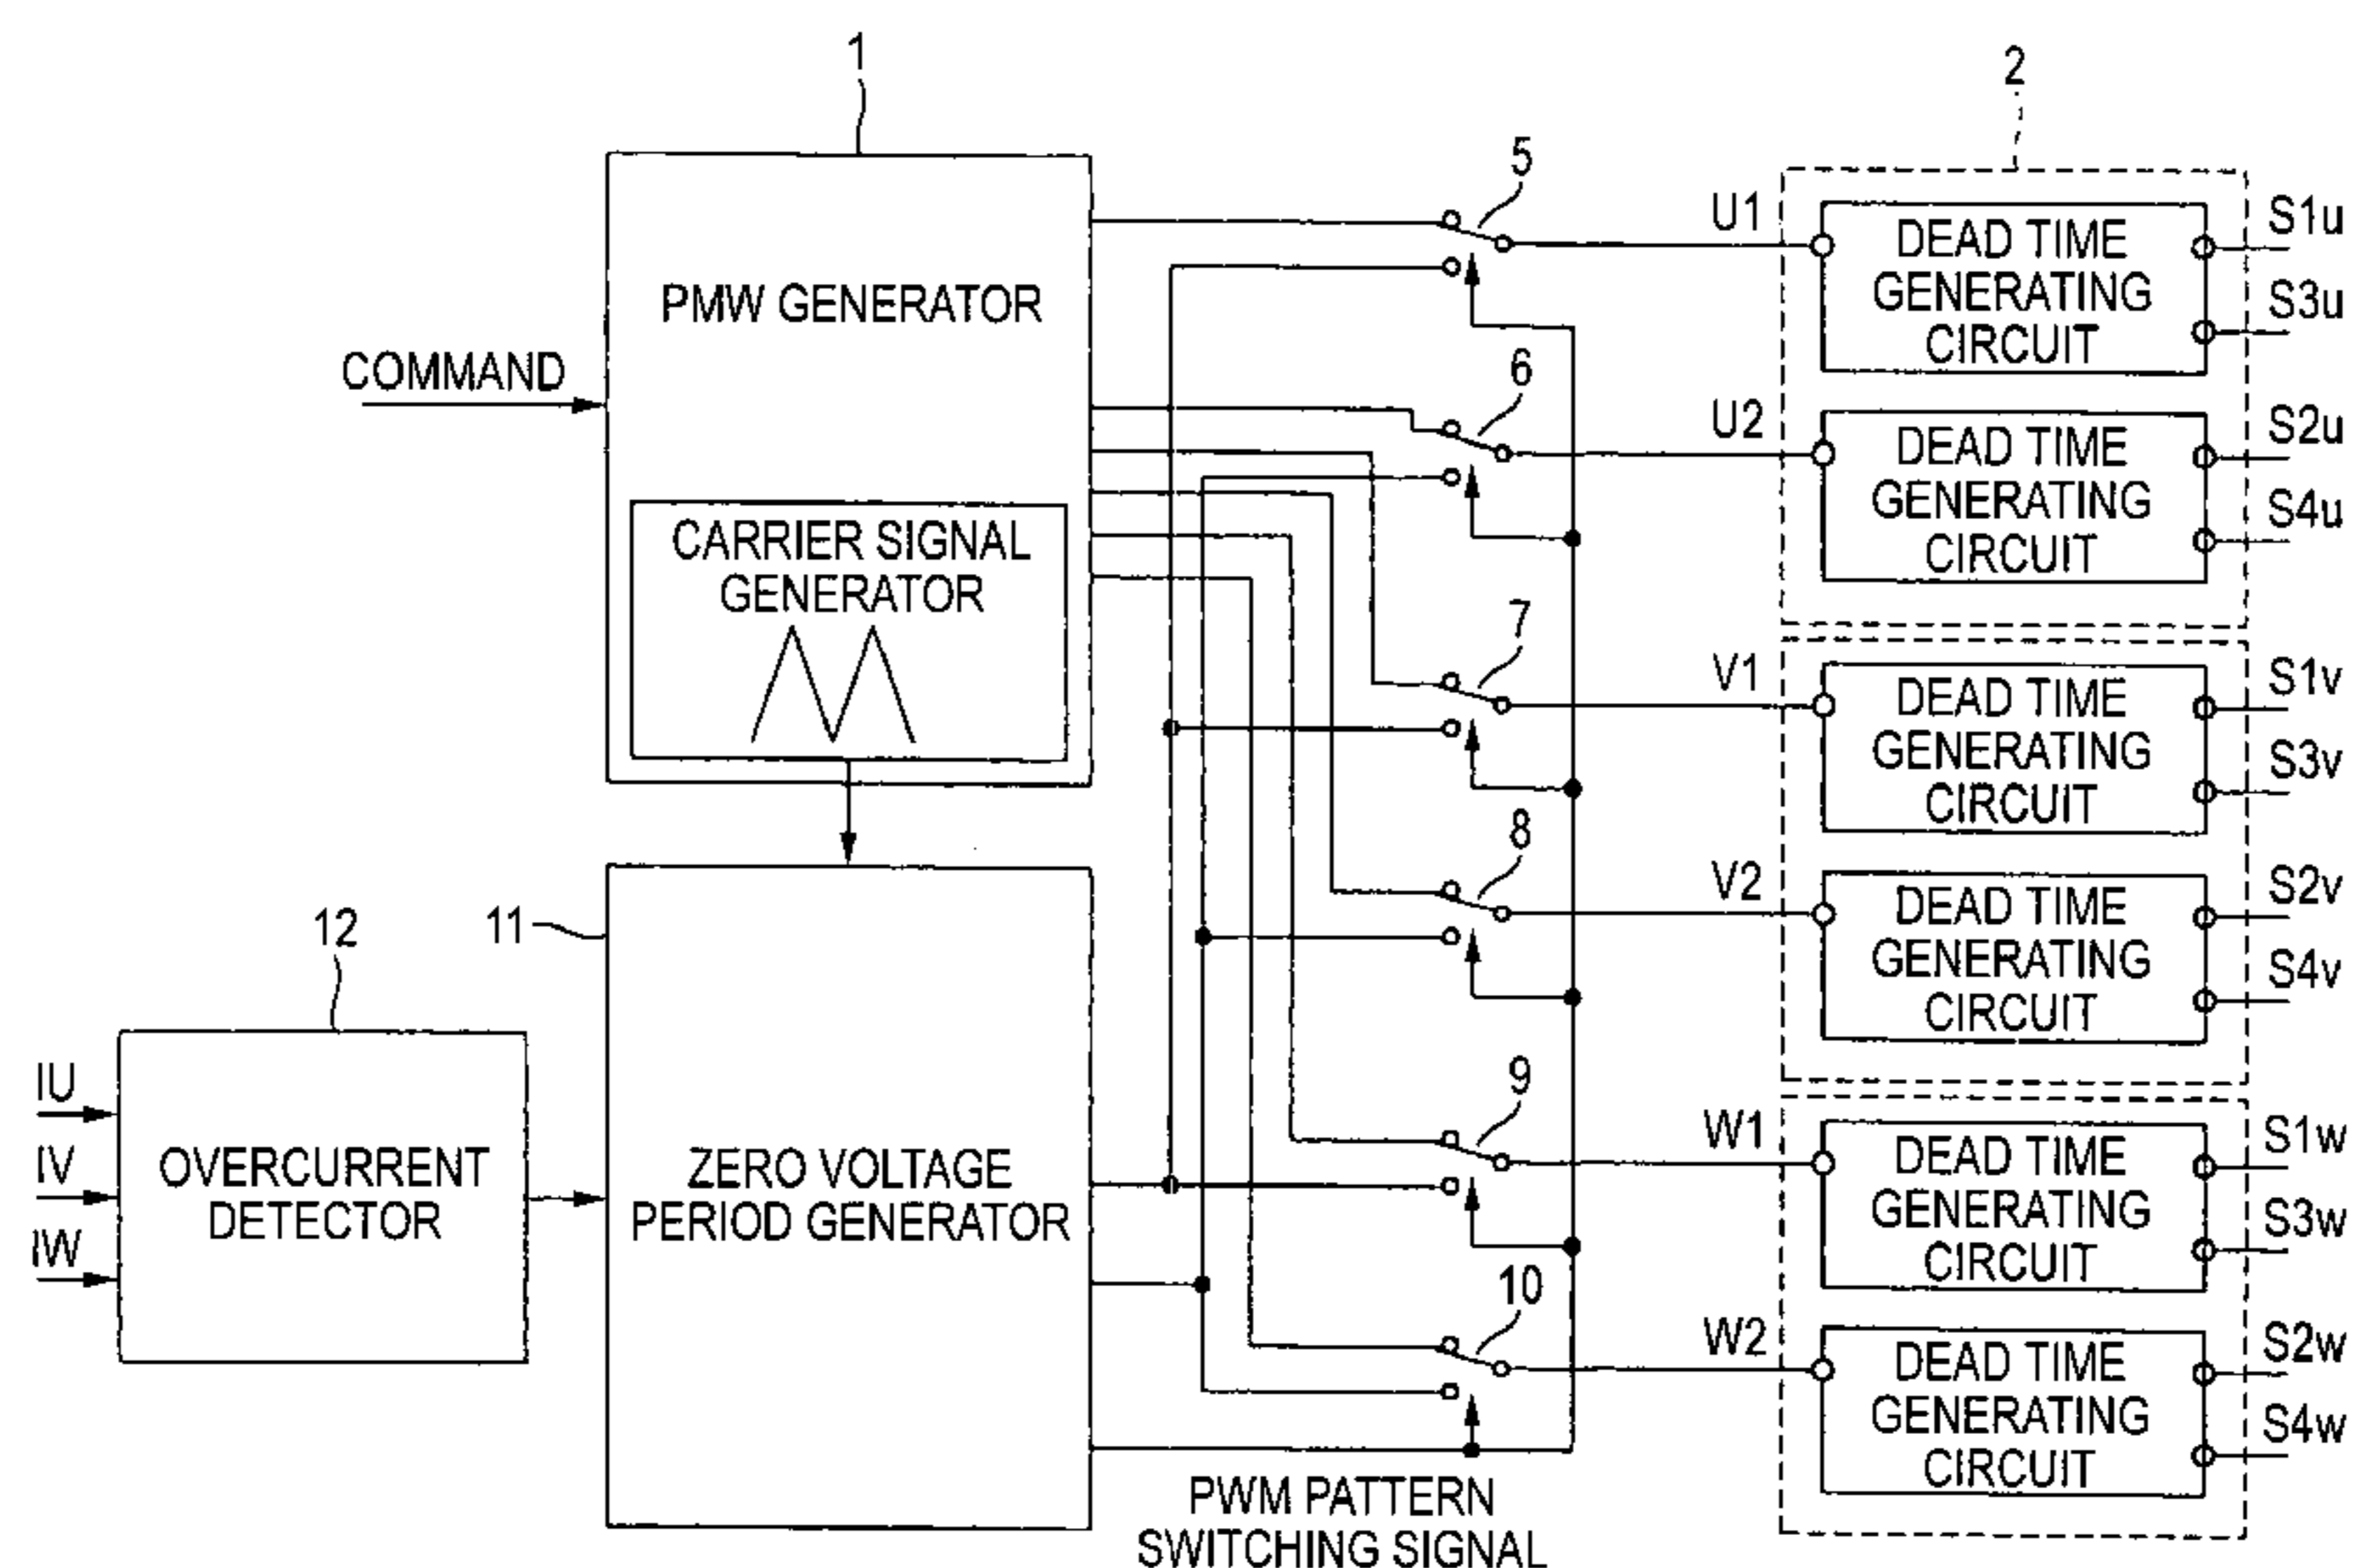 1
2
5
U1
DEAD TIME
GENERATING
CIRCUIT
S1u
S3u
PMW GENERATOR
COMMAND
6
U2
DEAD TIME
GENERATING
CIRCUIT
S2u
S4u
CARRIER SIGNAL
GENERATOR
7
V1
DEAD TIME
GENERATING
CIRCUIT
S1v
S3v
8
V2
DEAD TIME
GENERATING
CIRCUIT
S2v
S4v
12
11
IU
IV
IW
OVERCURRENT
DETECTOR
ZERO VOLTAGE
PERIOD GENERATOR
9
W1
DEAD TIME
GENERATING
CIRCUIT
S1w
S3w
10
W2
DEAD TIME
GENERATING
CIRCUIT
S2w
S4w
PWM PATTERN
SWITCHING SIGNAL